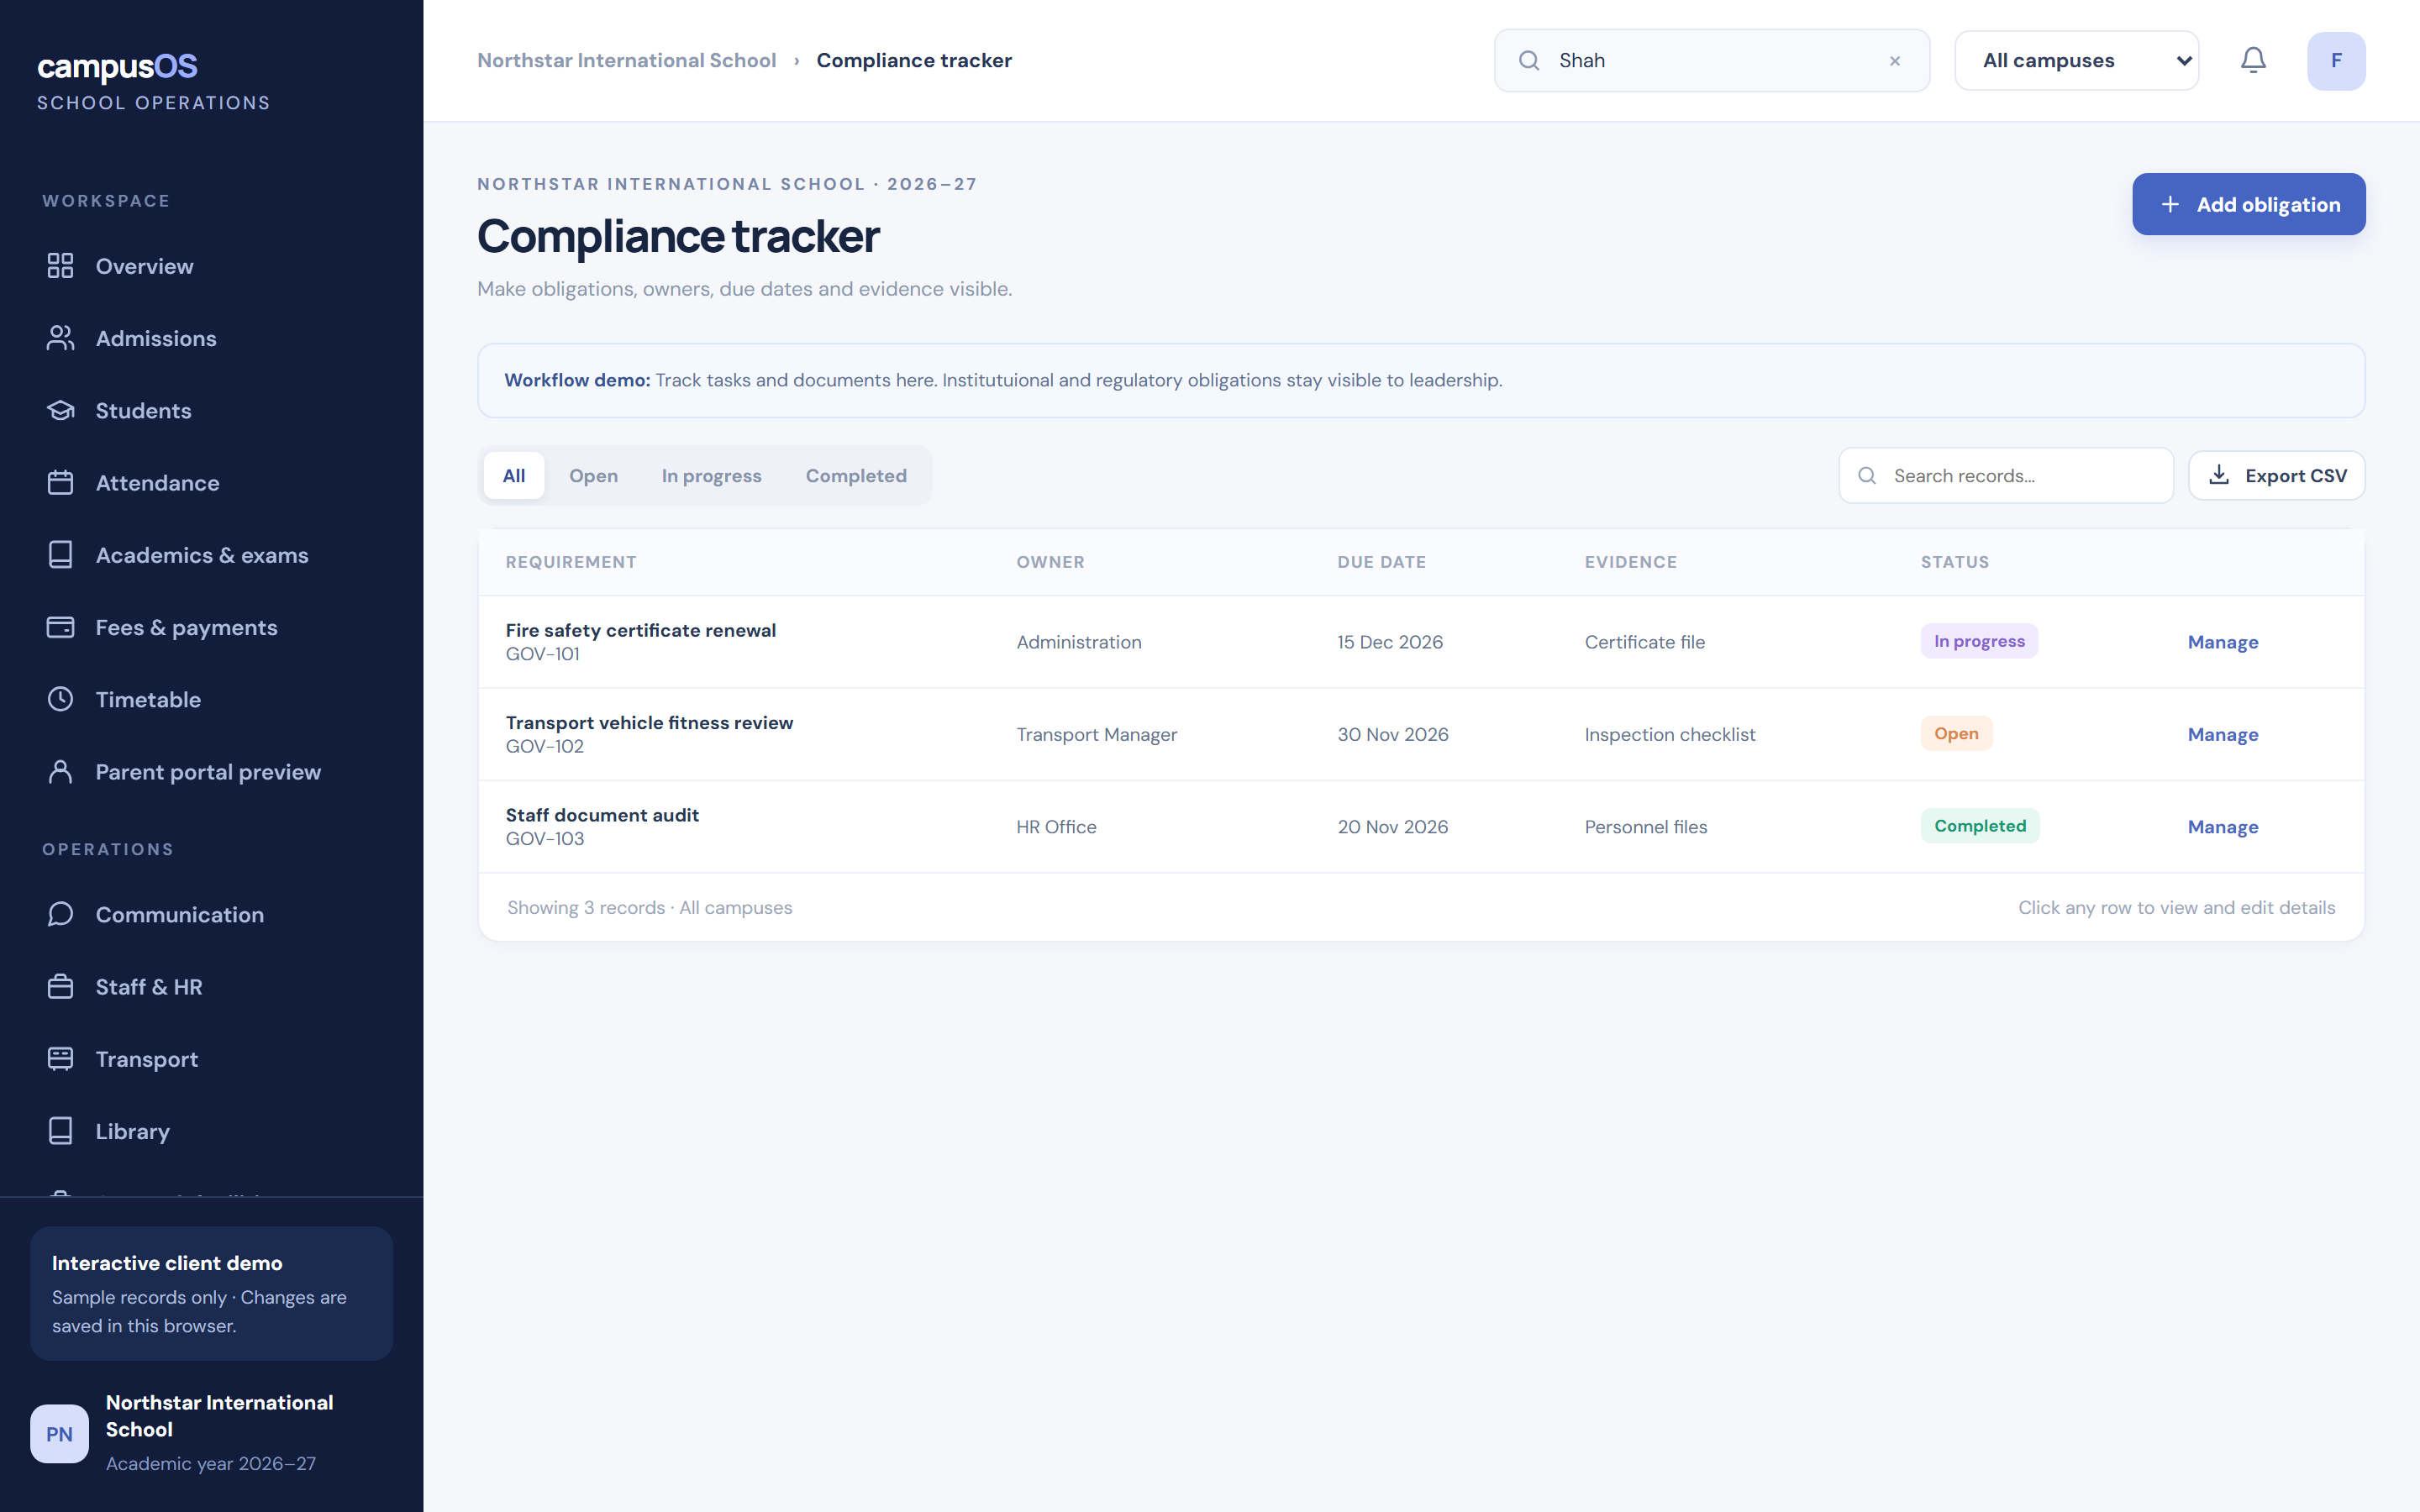 campusOS
SCHOOL OPERATIONS
WORKSPACE
Overview
Admissions
Students
Attendance
Academics & exams
Fees & payments
Timetable
Parent portal preview
OPERATIONS
Communication
Staff & HR
Transport
Library
Interactive client demo
Sample records only · Changes are
saved in this browser.
PN
Northstar International
School
Academic year 2026–27
Northstar International School › Compliance tracker
Shah ×
All campuses
F
NORTHSTAR INTERNATIONAL SCHOOL · 2026–27
Compliance tracker
Make obligations, owners, due dates and evidence visible.
+ Add obligation
Workflow demo: Track tasks and documents here. Institutuional and regulatory obligations stay visible to leadership.
All Open In progress Completed
Search records...
Export CSV
REQUIREMENT OWNER DUE DATE EVIDENCE STATUS
Fire safety certificate renewal
GOV-101
Administration 15 Dec 2026 Certificate file In progress Manage
Transport vehicle fitness review
GOV-102
Transport Manager 30 Nov 2026 Inspection checklist Open Manage
Staff document audit
GOV-103
HR Office 20 Nov 2026 Personnel files Completed Manage
Showing 3 records · All campuses
Click any row to view and edit details